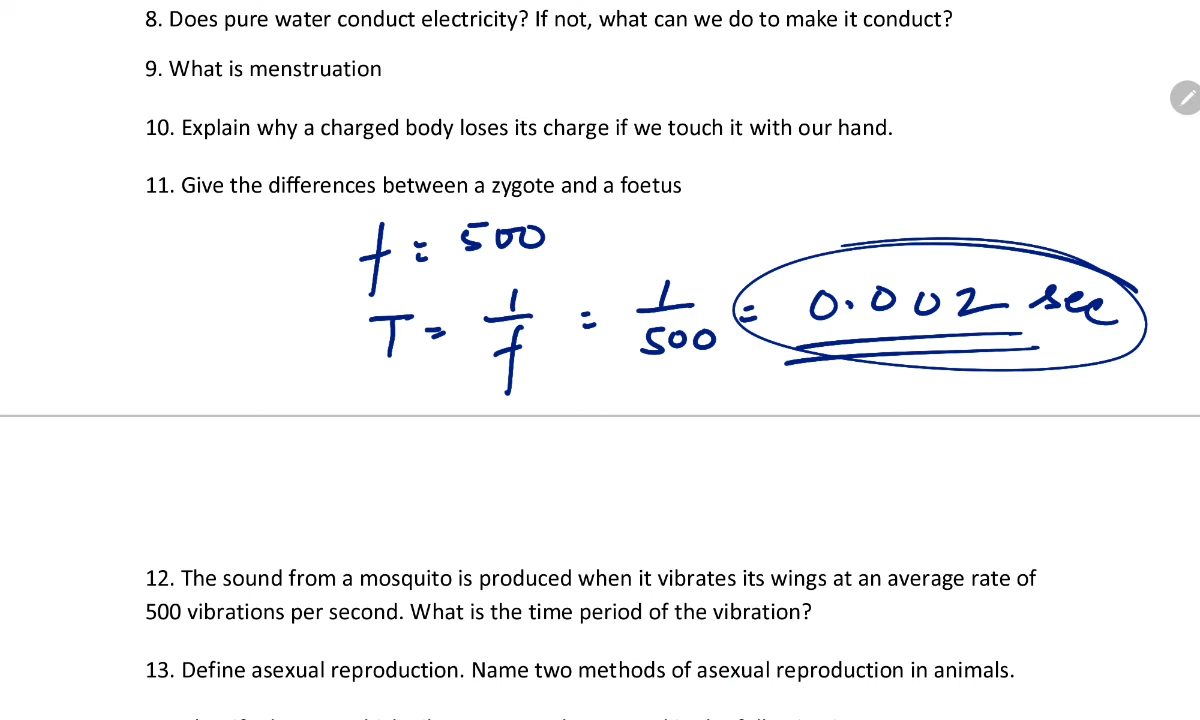 8. Does pure water conduct electricity? If not, what can we do to make it conduct?
9. What is menstruation
10. Explain why a charged body loses its charge if we touch it with our hand.
11. Give the differences between a zygote and a foetus
f = 500
T = 1/f = 1/500 = 0.002 sec
12. The sound from a mosquito is produced when it vibrates its wings at an average rate of
500 vibrations per second. What is the time period of the vibration?
13. Define asexual reproduction. Name two methods of asexual reproduction in animals.